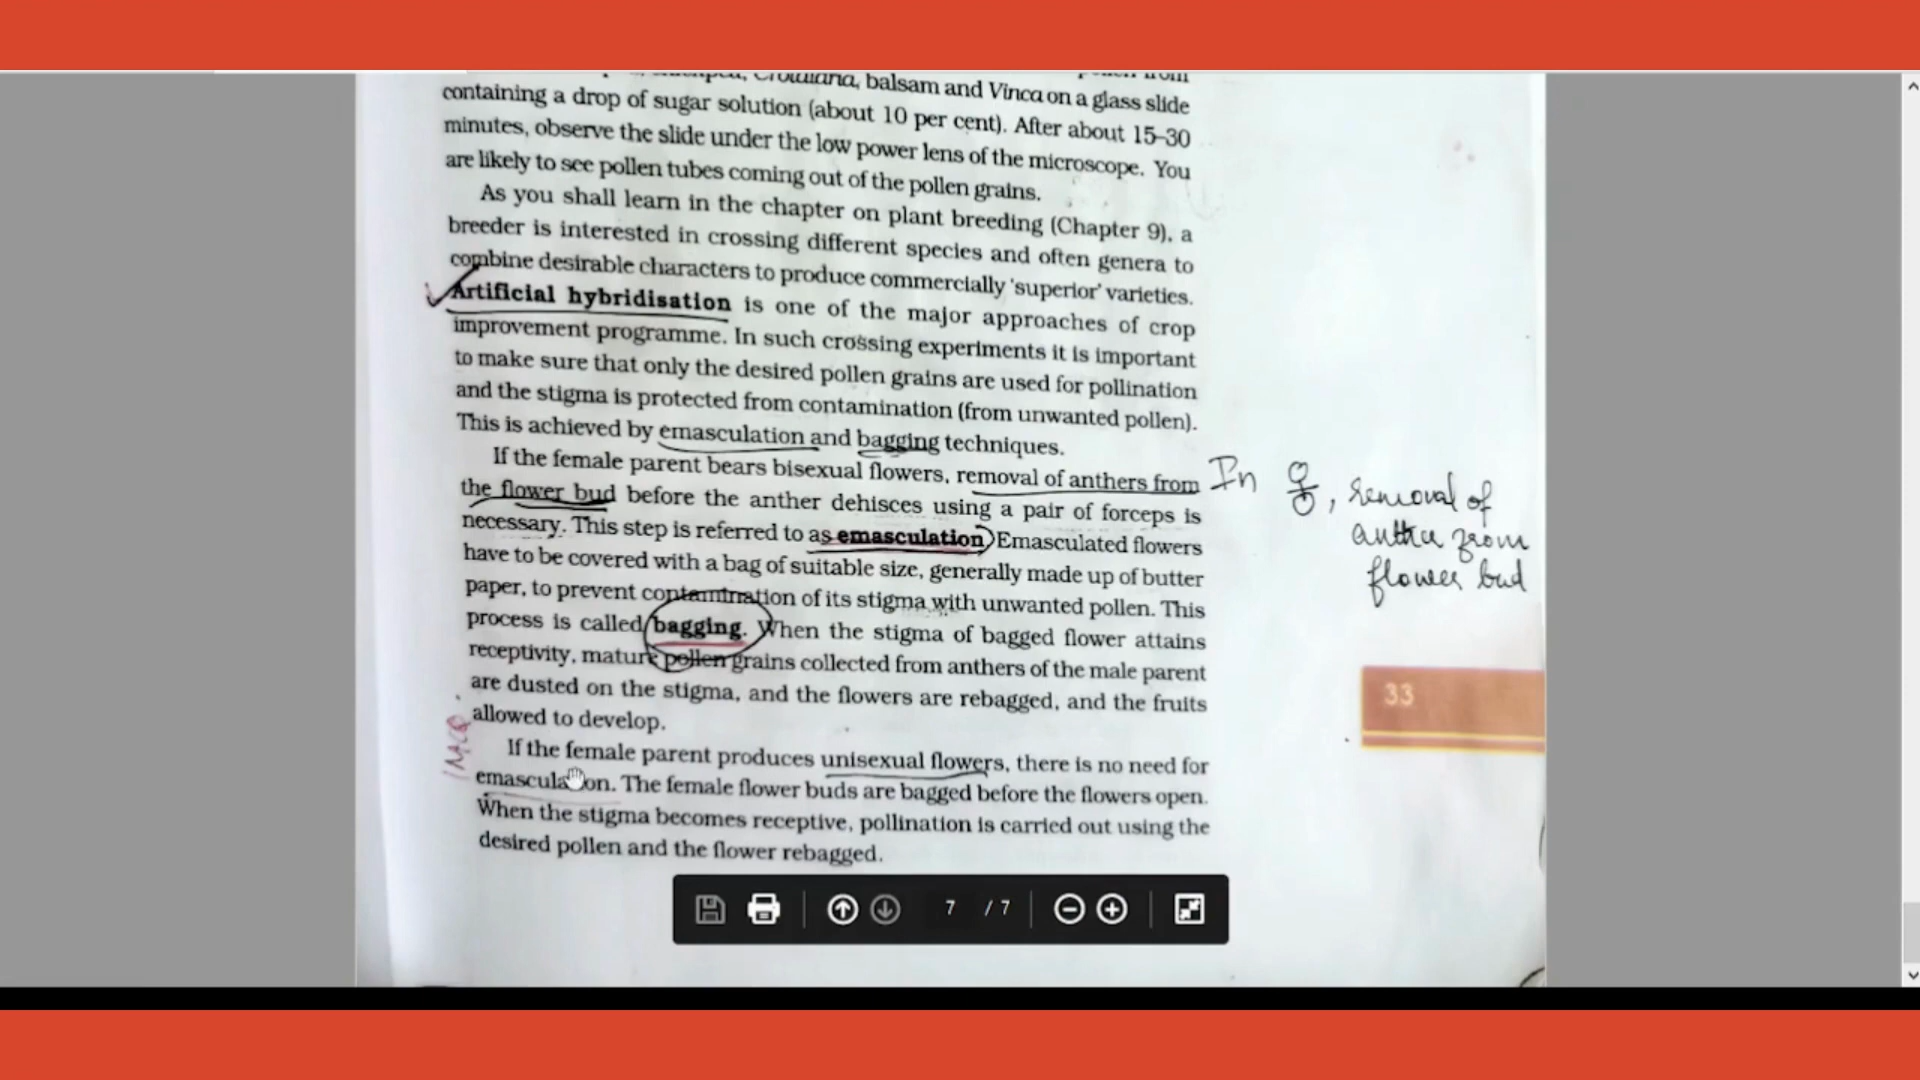 Crotalaria, balsam and Vinca on a glass slide
containing a drop of sugar solution (about 10 per cent). After about 15–30
minutes, observe the slide under the low power lens of the microscope. You
are likely to see pollen tubes coming out of the pollen grains.
As you shall learn in the chapter on plant breeding (Chapter 9), a
breeder is interested in crossing different species and often genera to
combine desirable characters to produce commercially 'superior' varieties.
Artificial hybridisation is one of the major approaches of crop
improvement programme. In such crossing experiments it is important
to make sure that only the desired pollen grains are used for pollination
and the stigma is protected from contamination (from unwanted pollen).
This is achieved by emasculation and bagging techniques.
If the female parent bears bisexual flowers, removal of anthers from
the flower bud before the anther dehisces using a pair of forceps is
necessary. This step is referred to as emasculation. Emasculated flowers
have to be covered with a bag of suitable size, generally made up of butter
paper, to prevent contamination of its stigma with unwanted pollen. This
process is called bagging. When the stigma of bagged flower attains
receptivity, mature pollen grains collected from anthers of the male parent
are dusted on the stigma, and the flowers are rebagged, and the fruits
allowed to develop.
If the female parent produces unisexual flowers, there is no need for
emasculation. The female flower buds are bagged before the flowers open.
When the stigma becomes receptive, pollination is carried out using the
desired pollen and the flower rebagged.
In ⚥, removal of
anther from
flower bud
MCQ
33
7 / 7